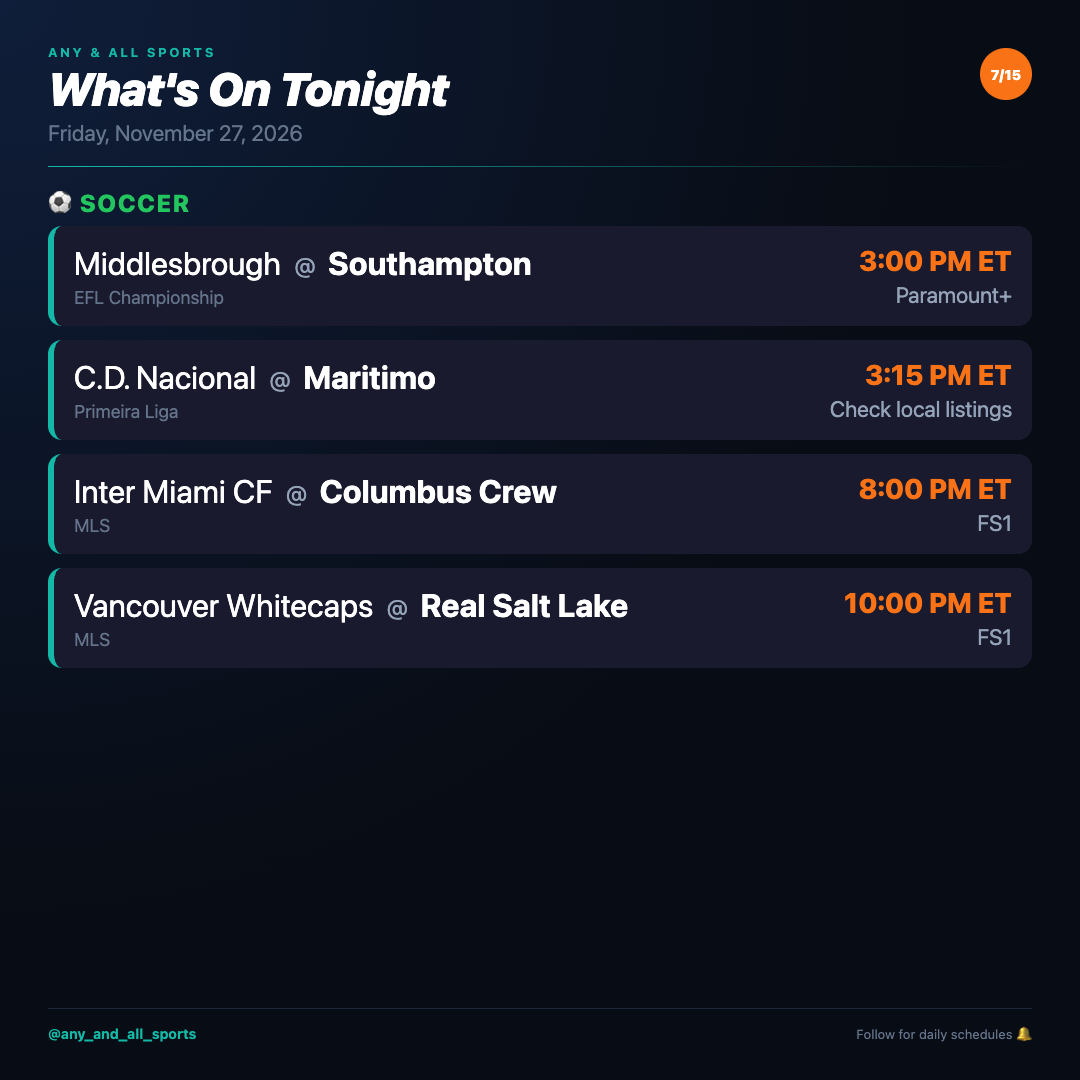 ANY & ALL SPORTS
What's On Tonight
7/15
Friday, November 27, 2026
⚽ SOCCER
Middlesbrough @ Southampton
3:00 PM ET
EFL Championship
Paramount+
C.D. Nacional @ Maritimo
3:15 PM ET
Primeira Liga
Check local listings
Inter Miami CF @ Columbus Crew
8:00 PM ET
MLS
FS1
Vancouver Whitecaps @ Real Salt Lake
10:00 PM ET
MLS
FS1
@any_and_all_sports
Follow for daily schedules 🔔